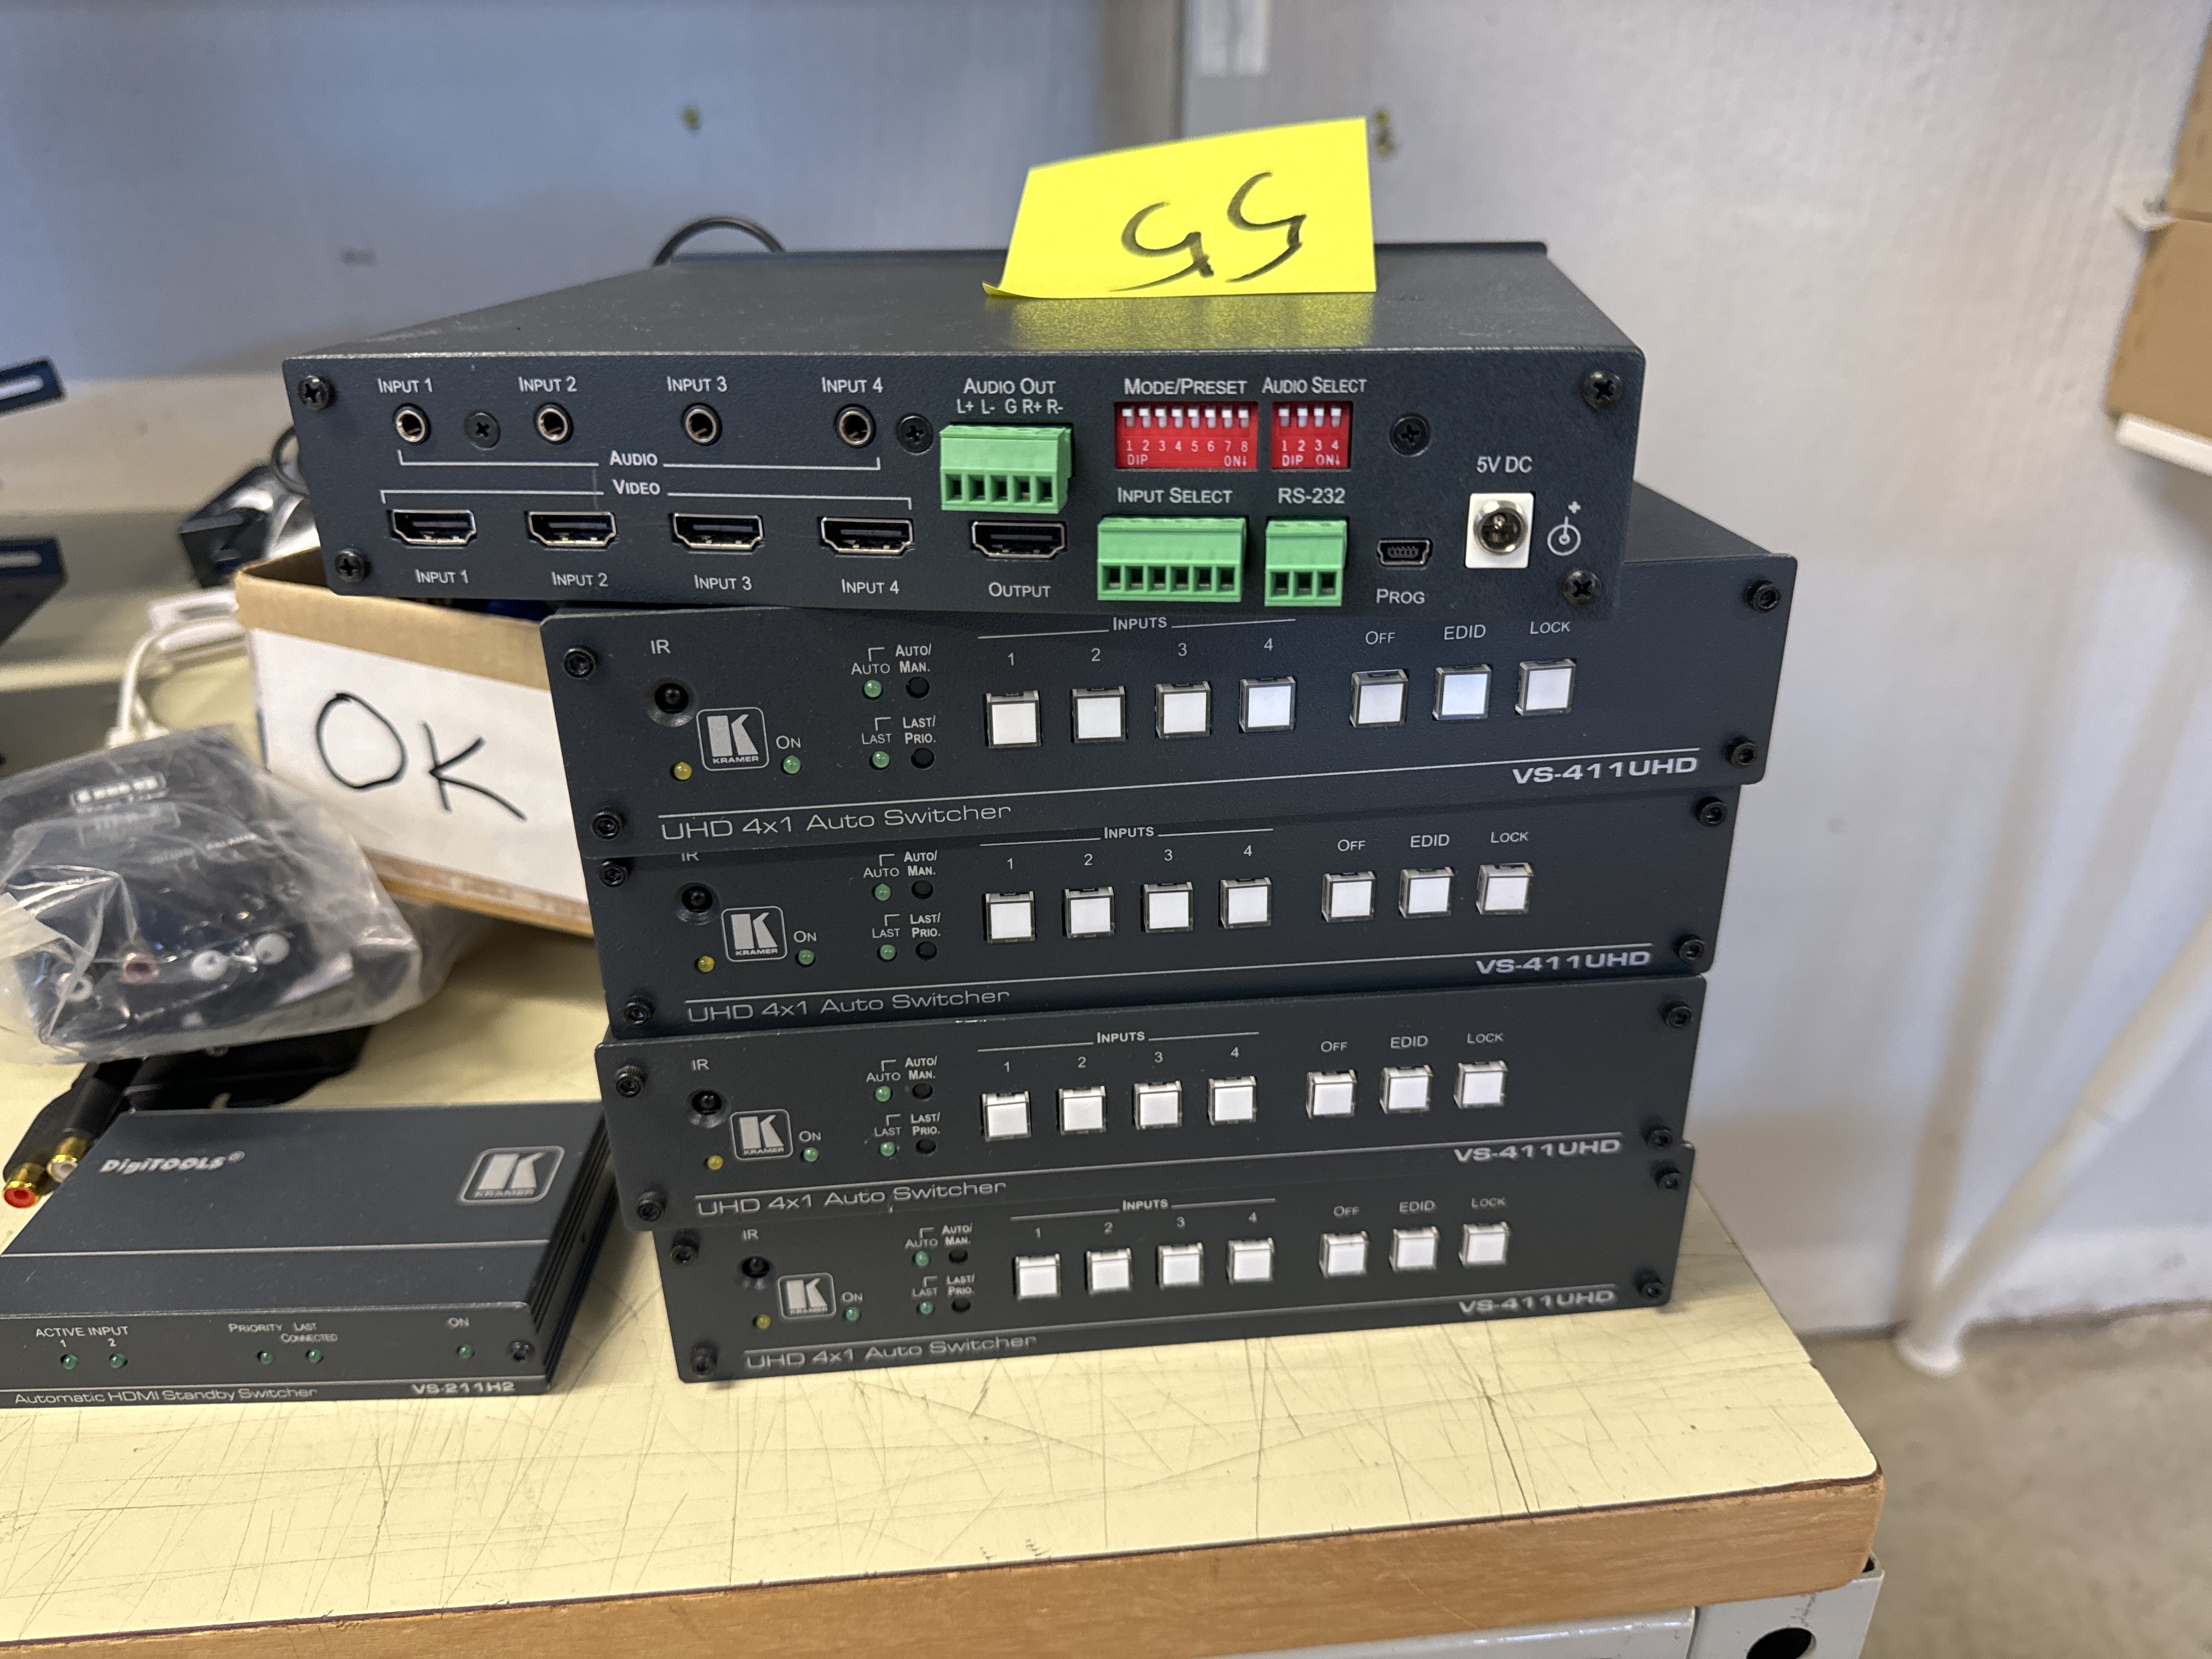 55
INPUT 1 INPUT 2 INPUT 3 INPUT 4 AUDIO OUT MODE/PRESET AUDIO SELECT
L+ L- G R+ R-
1 2 3 4 5 6 7 8 1 2 3 4
DIP ON↓ DIP ON↓
AUDIO
5V DC
VIDEO
INPUT SELECT RS-232
INPUT 1 INPUT 2 INPUT 3 INPUT 4 OUTPUT PROG
OK
IR AUTO AUTO/ MAN. INPUTS 1 2 3 4 OFF EDID LOCK
K KRAMER ON LAST LAST/ PRIO.
VS-411UHD
UHD 4x1 Auto Switcher
IR AUTO AUTO/ MAN. INPUTS 1 2 3 4 OFF EDID LOCK
K KRAMER ON LAST LAST/ PRIO.
VS-411UHD
UHD 4x1 Auto Switcher
IR AUTO AUTO/ MAN. INPUTS 1 2 3 4 OFF EDID LOCK
K KRAMER ON LAST LAST/ PRIO.
VS-411UHD
UHD 4x1 Auto Switcher
IR AUTO AUTO/ MAN. INPUTS 1 2 3 4 OFF EDID LOCK
K KRAMER ON LAST LAST/ PRIO.
VS-411UHD
UHD 4x1 Auto Switcher
DigiTOOLS®
K KRAMER
ACTIVE INPUT PRIORITY LAST CONNECTED ON
1 2
Automatic HDMI Standby Switcher VS-211H2